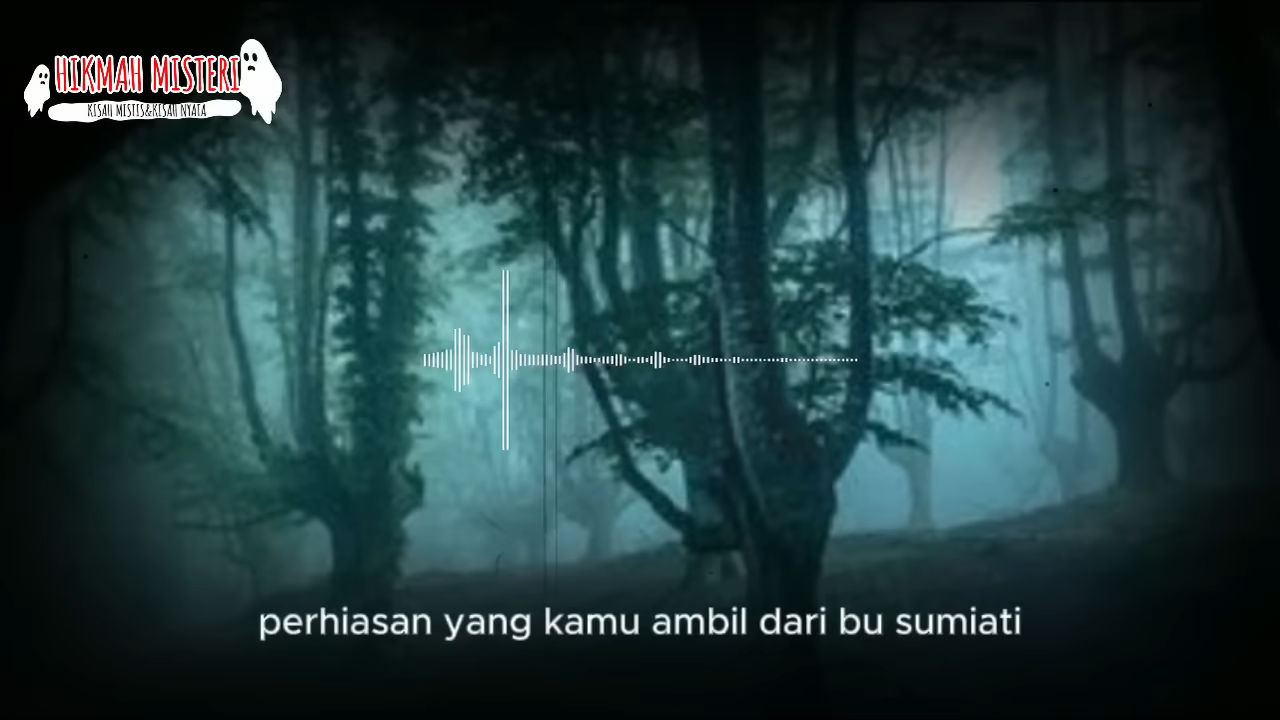 HIKMAH MISTERI
KISAH MISTIS&KISAH NYATA
perhiasan yang kamu ambil dari bu sumiati